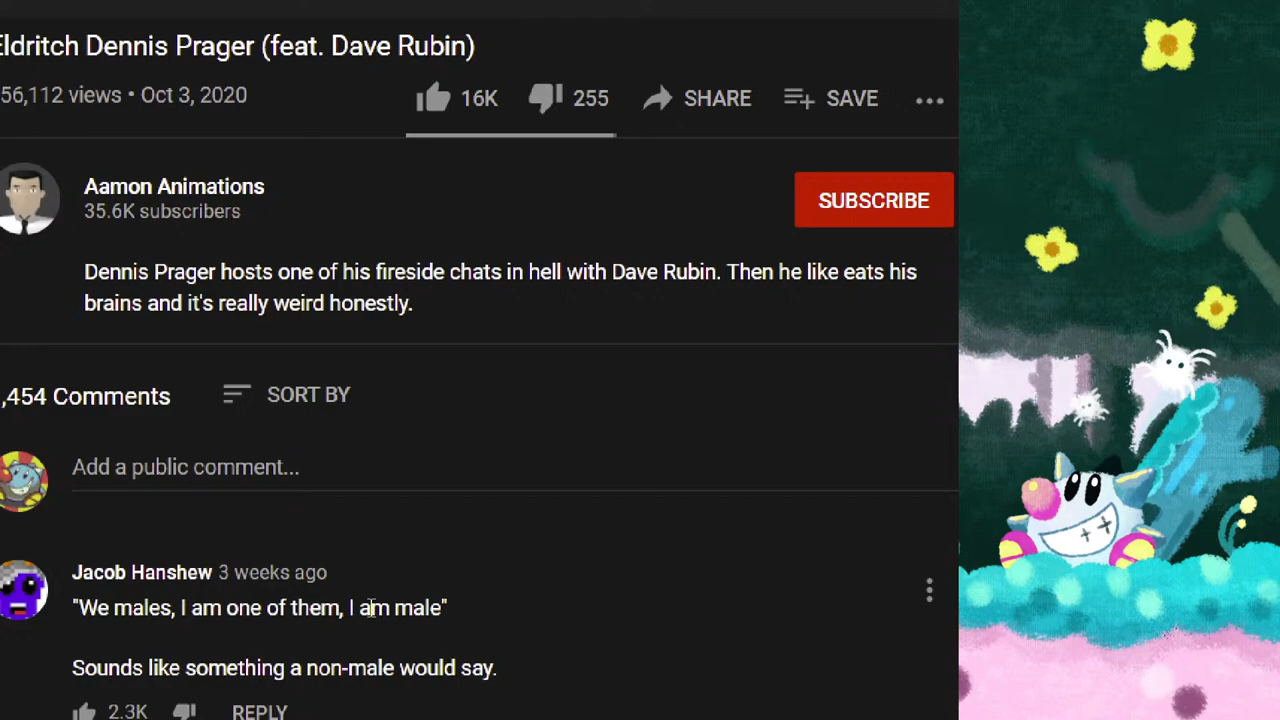 ldritch Dennis Prager (feat. Dave Rubin)
56,112 views • Oct 3, 2020
16K 255 SHARE SAVE
Aamon Animations
35.6K subscribers
SUBSCRIBE
Dennis Prager hosts one of his fireside chats in hell with Dave Rubin. Then he like eats his
brains and it's really weird honestly.
,454 Comments SORT BY
Add a public comment...
Jacob Hanshew 3 weeks ago
"We males, I am one of them, I am male"
Sounds like something a non-male would say.
2.3K REPLY